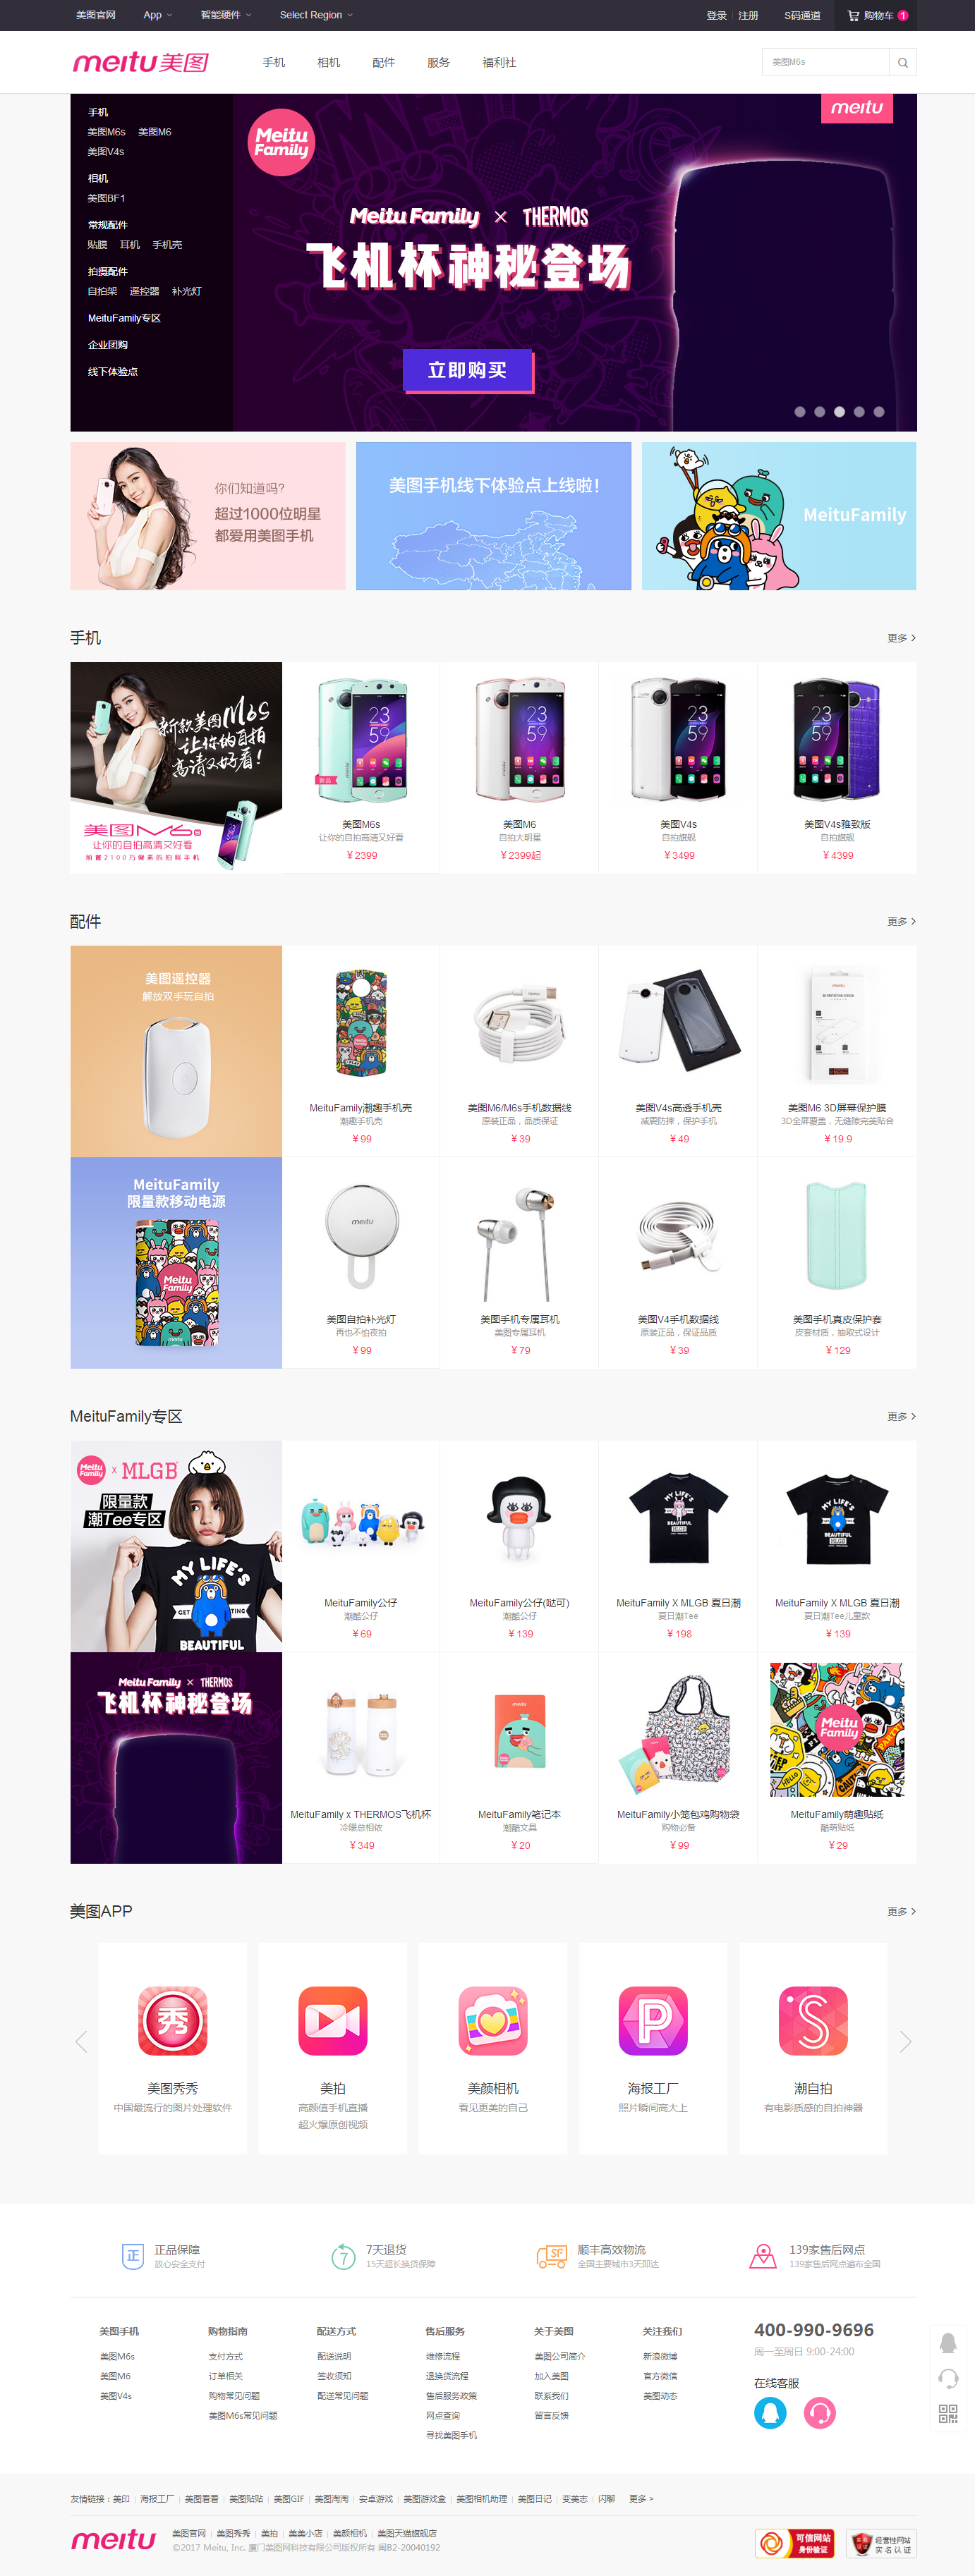 美图官网 App 智能硬件 Select Region 登录 注册 S码通道 购物车 1
meitu美图 手机 相机 配件 服务 福利社 美图M6s
手机
美图M6s 美图M6
美图V4s
相机
美图BF1
常规配件
贴膜 耳机 手机壳
拍摄配件
自拍架 遥控器 补光灯
MeituFamily专区
企业团购
线下体验点
Meitu Family
meitu
Meitu Family × THERMOS
飞机杯神秘登场
立即购买
你们知道吗?
超过1000位明星
都爱用美图手机
美图手机线下体验点上线啦!
MeituFamily
手机 更多
新款美图M6s
让你的自拍
高清又好看!
美图M6s
让你的自拍高清又好看
前置2100万像素的拍照手机
新品
美图M6s
让你的自拍高清又好看
¥2399
美图M6
自拍大明星
¥2399起
美图V4s
自拍旗舰
¥3499
美图V4s雅致版
自拍旗舰
¥4399
配件 更多
美图遥控器
解放双手玩自拍
MeituFamily潮趣手机壳
潮趣手机壳
¥99
美图M6/M6s手机数据线
原装正品，品质保证
¥39
美图V4s高透手机壳
减震防摔，保护手机
¥49
美图M6 3D屏幕保护膜
3D全屏覆盖，无缝隙完美贴合
¥19.9
MeituFamily
限量款移动电源
Meitu Family
meitu
美图自拍补光灯
再也不怕夜拍
¥99
美图手机专属耳机
美图专属耳机
¥79
美图V4手机数据线
原装正品，保证品质
¥39
美图手机真皮保护套
皮套材质，抽取式设计
¥129
MeituFamily专区 更多
Meitu Family X MLGB
限量款
潮Tee专区
MY LIFE'S
GETTING
BEAUTIFUL
MeituFamily公仔
潮酷公仔
¥69
MeituFamily公仔(哒可)
潮酷公仔
¥139
MY LIFE'S
BEAUTIFUL
MeituFamily X MLGB 夏日潮
夏日潮Tee
¥198
MY LIFE'S
BEAUTIFUL
MeituFamily X MLGB 夏日潮
夏日潮Tee儿童款
¥139
Meitu Family × THERMOS
飞机杯神秘登场
MeituFamily x THERMOS飞机杯
冷暖总相依
¥349
MeituFamily笔记本
潮酷文具
¥20
MeituFamily小笼包鸡购物袋
购物必备
¥99
Meitu Family
MeituFamily萌趣贴纸
酷萌贴纸
¥29
美图APP 更多
秀
美图秀秀
中国最流行的图片处理软件
美拍
高颜值手机直播
超火爆原创视频
美颜相机
看见更美的自己
P
海报工厂
照片瞬间高大上
S
潮自拍
有电影质感的自拍神器
正 正品保障
放心安全支付
7 7天退货
15天超长换货保障
SF 顺丰高效物流
全国主要城市3天即达
139家售后网点
139家售后网点遍布全国
美图手机
美图M6s
美图M6
美图V4s
购物指南
支付方式
订单相关
购物常见问题
美图M6s常见问题
配送方式
配送说明
签收须知
配送常见问题
售后服务
维修流程
退换货流程
售后服务政策
网点查询
寻找美图手机
关于美图
美图公司简介
加入美图
联系我们
留言反馈
关注我们
新浪微博
官方微信
美图动态
400-990-9696
周一至周日 9:00-24:00
在线客服
友情链接：美印 | 海报工厂 | 美图看看 | 美图贴贴 | 美图GIF | 美图淘淘 | 安卓游戏 | 美图游戏盒 | 美图相机助理 | 美图日记 | 变美志 | 闪聊 更多 >
meitu
美图官网 | 美图秀秀 | 美拍 | 美美小店 | 美颜相机 | 美图天猫旗舰店
©2017 Meitu, Inc. 厦门美图网科技有限公司版权所有 闽B2-20040192
可信网站
身份验证
经营性网站
实名认证